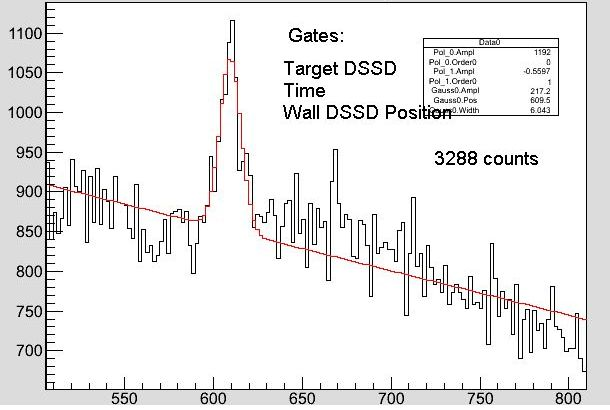 1100
1050
1000
950
900
850
800
750
700
550
600
650
700
750
800
Gates:
Target DSSD
Time
Wall DSSD Position
3288 counts
Data0
Pol_0.Ampl 1192
Pol_0.Order0 0
Pol_1.Ampl -0.5597
Pol_1.Order0 1
Gauss0.Ampl 217.2
Gauss0.Pos 609.5
Gauss0.Width 6.043